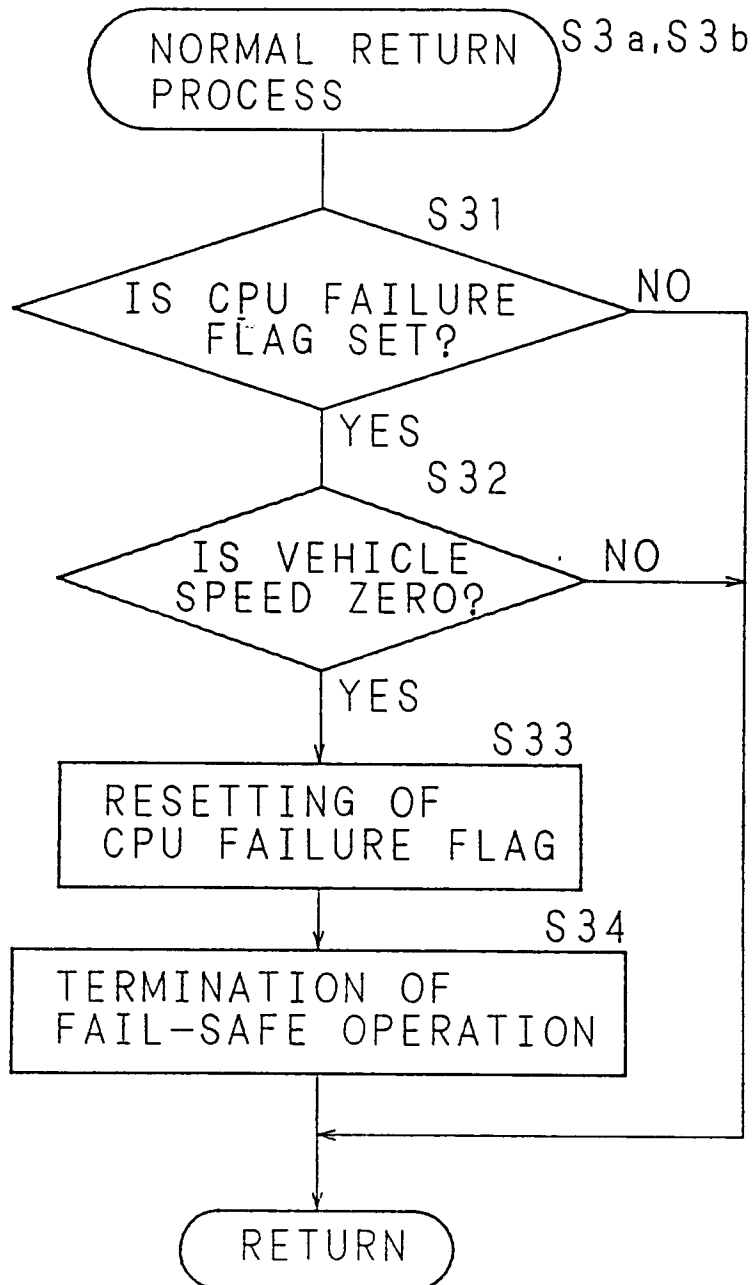 NORMAL RETURN
PROCESS
S3a,S3b
S31
IS CPU FAILURE
FLAG SET?
NO
YES
S32
IS VEHICLE
SPEED ZERO?
NO
YES
S33
RESETTING OF
CPU FAILURE FLAG
S34
TERMINATION OF
FAIL-SAFE OPERATION
RETURN